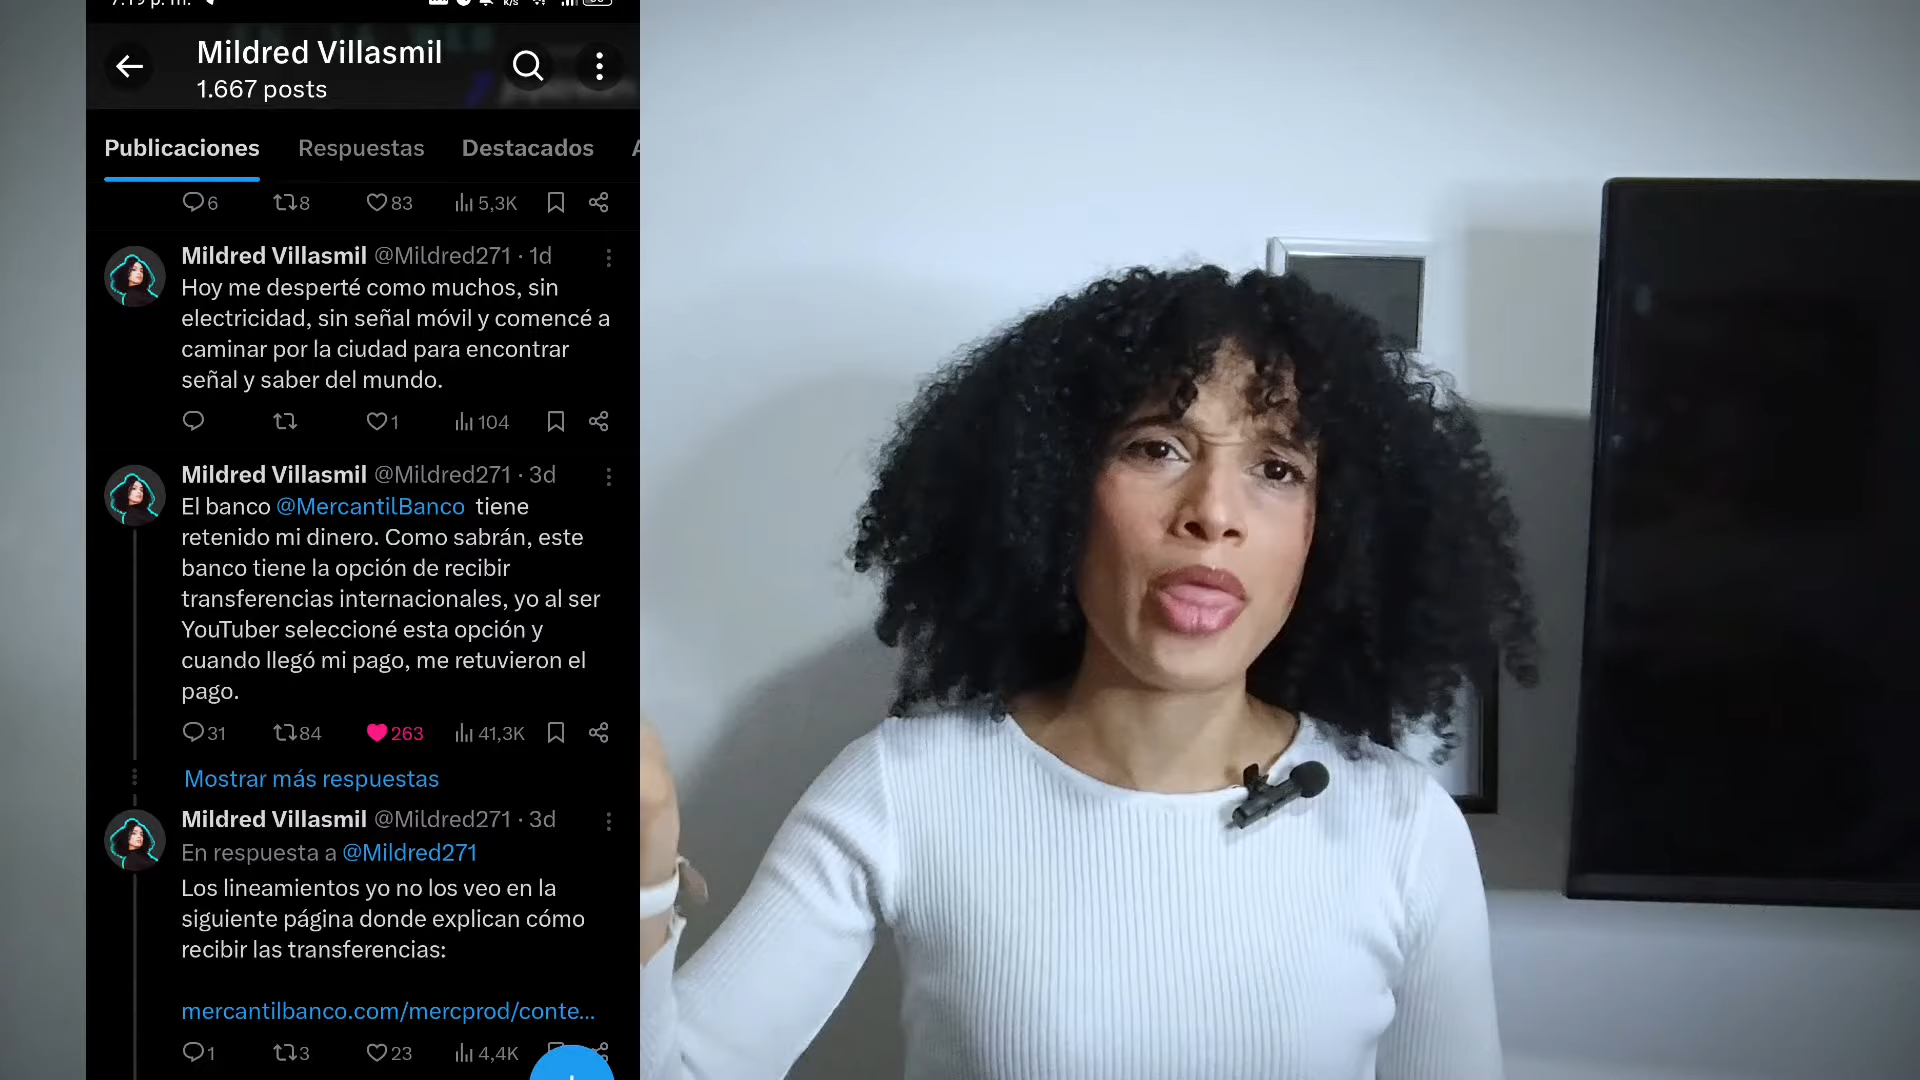 7:19 p. m.
K/s
Mildred Villasmil
1.667 posts
Publicaciones Respuestas Destacados
6 8 83 5,3K
Mildred Villasmil @Mildred271 · 1d
Hoy me desperté como muchos, sin
electricidad, sin señal móvil y comencé a
caminar por la ciudad para encontrar
señal y saber del mundo.
1 104
Mildred Villasmil @Mildred271 · 3d
El banco @MercantilBanco tiene
retenido mi dinero. Como sabrán, este
banco tiene la opción de recibir
transferencias internacionales, yo al ser
YouTuber seleccioné esta opción y
cuando llegó mi pago, me retuvieron el
pago.
31 84 263 41,3K
Mostrar más respuestas
Mildred Villasmil @Mildred271 · 3d
En respuesta a @Mildred271
Los lineamientos yo no los veo en la
siguiente página donde explican cómo
recibir las transferencias:
mercantilbanco.com/mercprod/conte...
1 3 23 4,4K